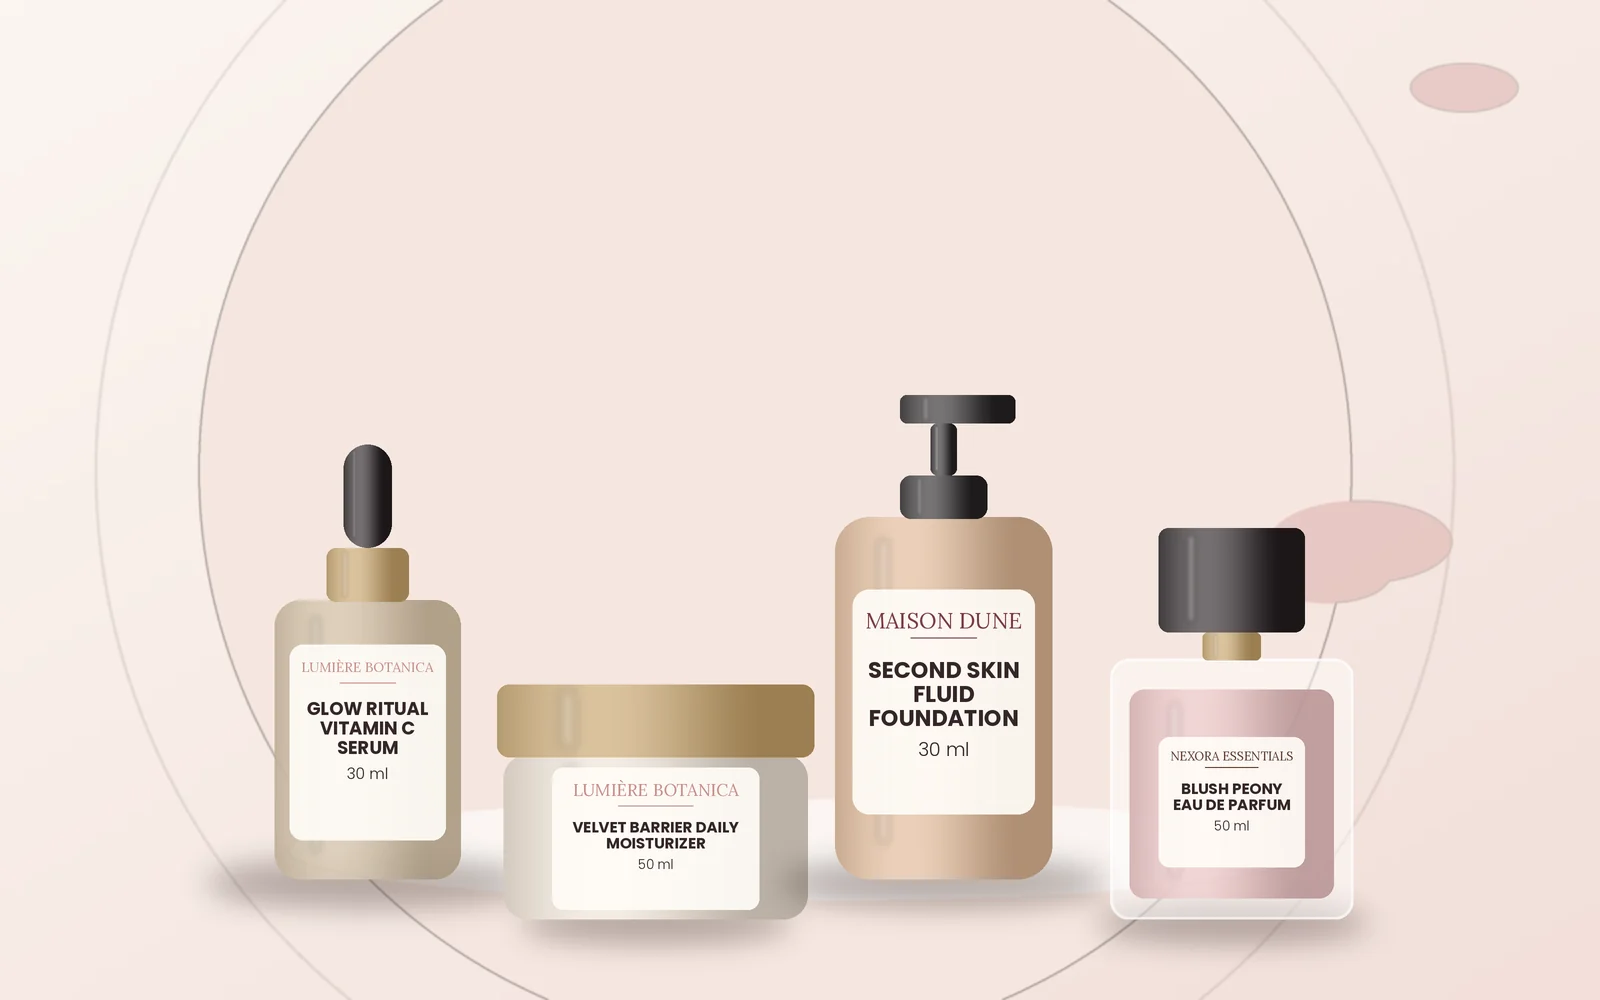 LUMIÈRE BOTANICA
GLOW RITUAL
VITAMIN C
SERUM
30 ml
LUMIÈRE BOTANICA
VELVET BARRIER DAILY
MOISTURIZER
50 ml
MAISON DUNE
SECOND SKIN
FLUID
FOUNDATION
30 ml
NEXORA ESSENTIALS
BLUSH PEONY
EAU DE PARFUM
50 ml